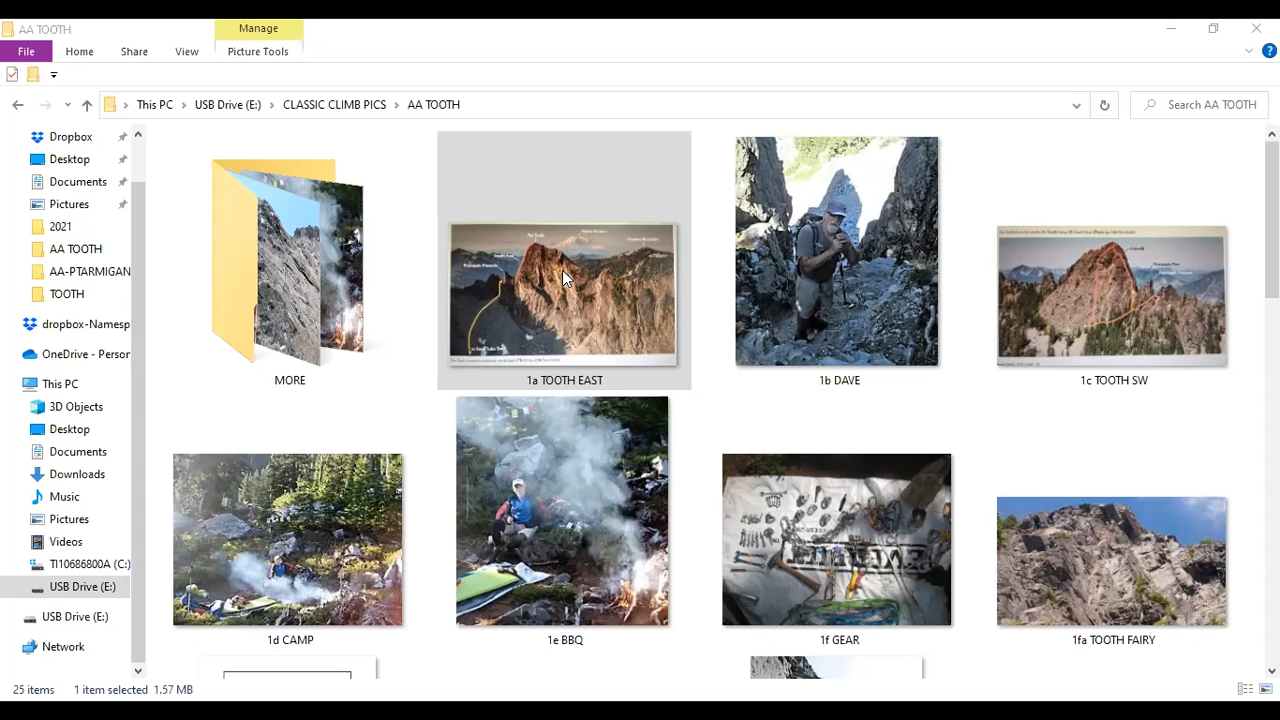 AA TOOTH
Manage
File
Home
Share
View
Picture Tools
This PC
USB Drive (E:)
CLASSIC CLIMB PICS
AA TOOTH
Search AA TOOTH
Dropbox
Desktop
Documents
Pictures
2021
AA TOOTH
AA-PTARMIGAN
TOOTH
dropbox-Namesp
OneDrive - Person
This PC
3D Objects
Desktop
Documents
Downloads
Music
Pictures
Videos
TI10686800A (C:)
USB Drive (E:)
USB Drive (E:)
Network
MORE
1a TOOTH EAST
1b DAVE
1c TOOTH SW
1d CAMP
1e BBQ
1f GEAR
1fa TOOTH FAIRY
25 items
1 item selected
1.57 MB